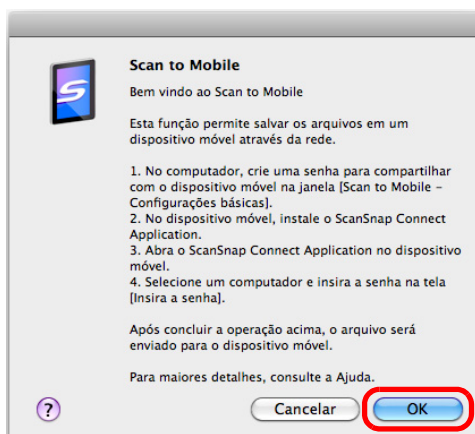 Scan to Mobile
Bem vindo ao Scan to Mobile
Esta função permite salvar os arquivos em um
dispositivo móvel através da rede.
1. No computador, crie uma senha para compartilhar
com o dispositivo móvel na janela [Scan to Mobile –
Configurações básicas].
2. No dispositivo móvel, instale o ScanSnap Connect
Application.
3. Abra o ScanSnap Connect Application no dispositivo
móvel.
4. Selecione um computador e insira a senha na tela
[Insira a senha].
Após concluir a operação acima, o arquivo será
enviado para o dispositivo móvel.
Para maiores detalhes, consulte a Ajuda.
? Cancelar OK